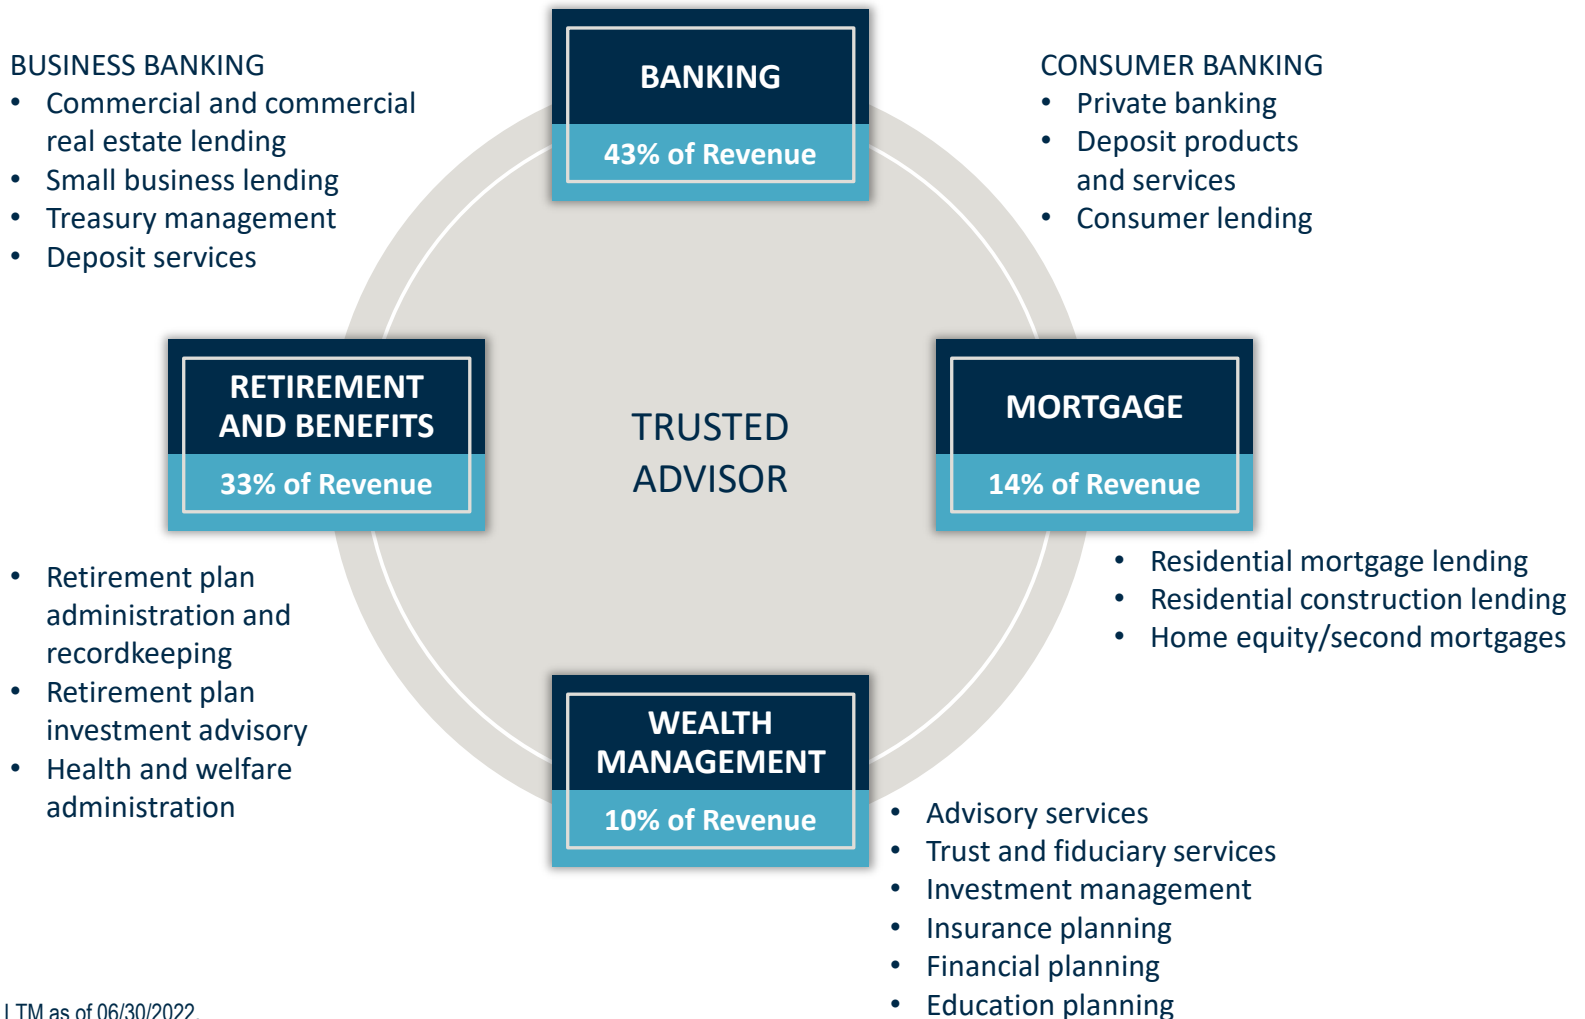 BANKING
43% of Revenue
BUSINESS BANKING
• Commercial and commercial
real estate lending
• Small business lending
• Treasury management
• Deposit services
CONSUMER BANKING
• Private banking
• Deposit products
and services
• Consumer lending
RETIREMENT
AND BENEFITS
33% of Revenue
TRUSTED
ADVISOR
MORTGAGE
14% of Revenue
• Retirement plan
administration and
recordkeeping
• Retirement plan
investment advisory
• Health and welfare
administration
• Residential mortgage lending
• Residential construction lending
• Home equity/second mortgages
WEALTH
MANAGEMENT
10% of Revenue
• Advisory services
• Trust and fiduciary services
• Investment management
• Insurance planning
• Financial planning
• Education planning
LTM as of 06/30/2022.